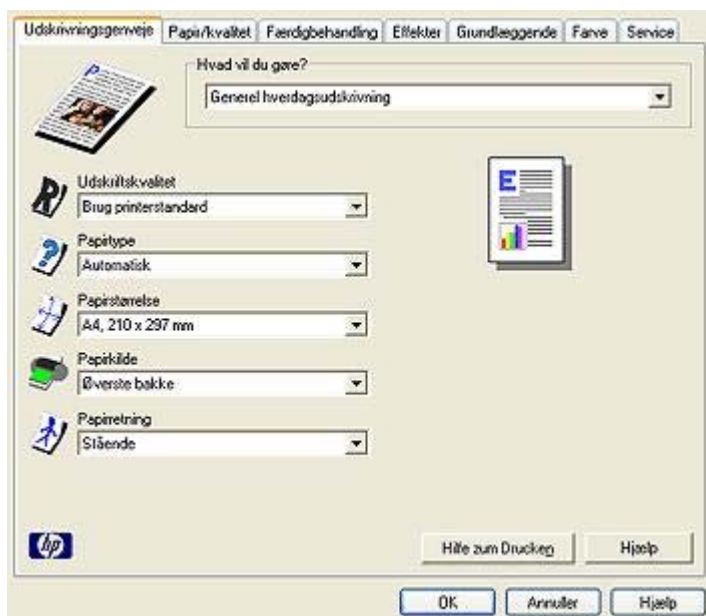 Udskrivningsgenveje Papir/kvalitet Færdigbehandling Effekter Grundlæggende Farve Service
Hvad vil du gøre?
Generel hverdagsudskrivning
Udskriftskvalitet
Brug printerstandard
Papirtype
Automatisk
Papirstørrelse
A4, 210 x 297 mm
Papirkilde
Øverste bakke
Papirretning
Stående
hp
Hilfe zum Drucken Hjælp
OK Annuller Hjælp